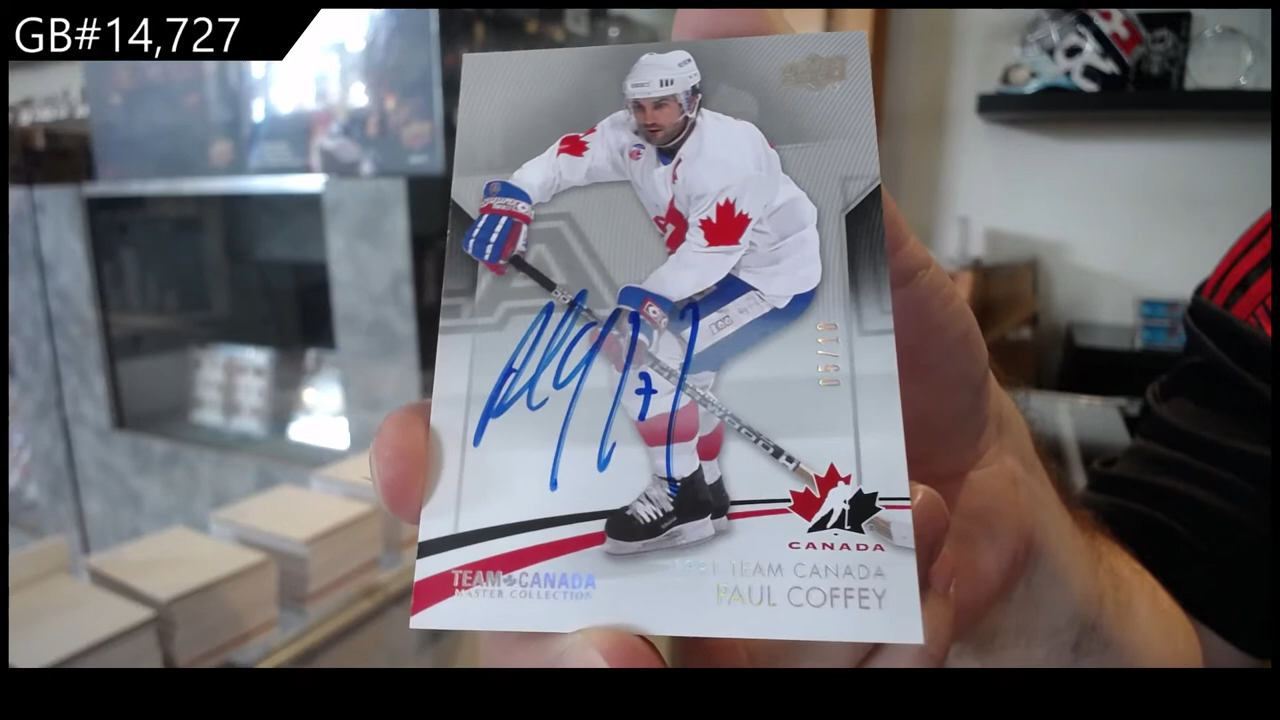 GB#14,727
05/10
CANADA
TEAM CANADA
PAUL COFFEY
TEAM CANADA
MASTER COLLECTION